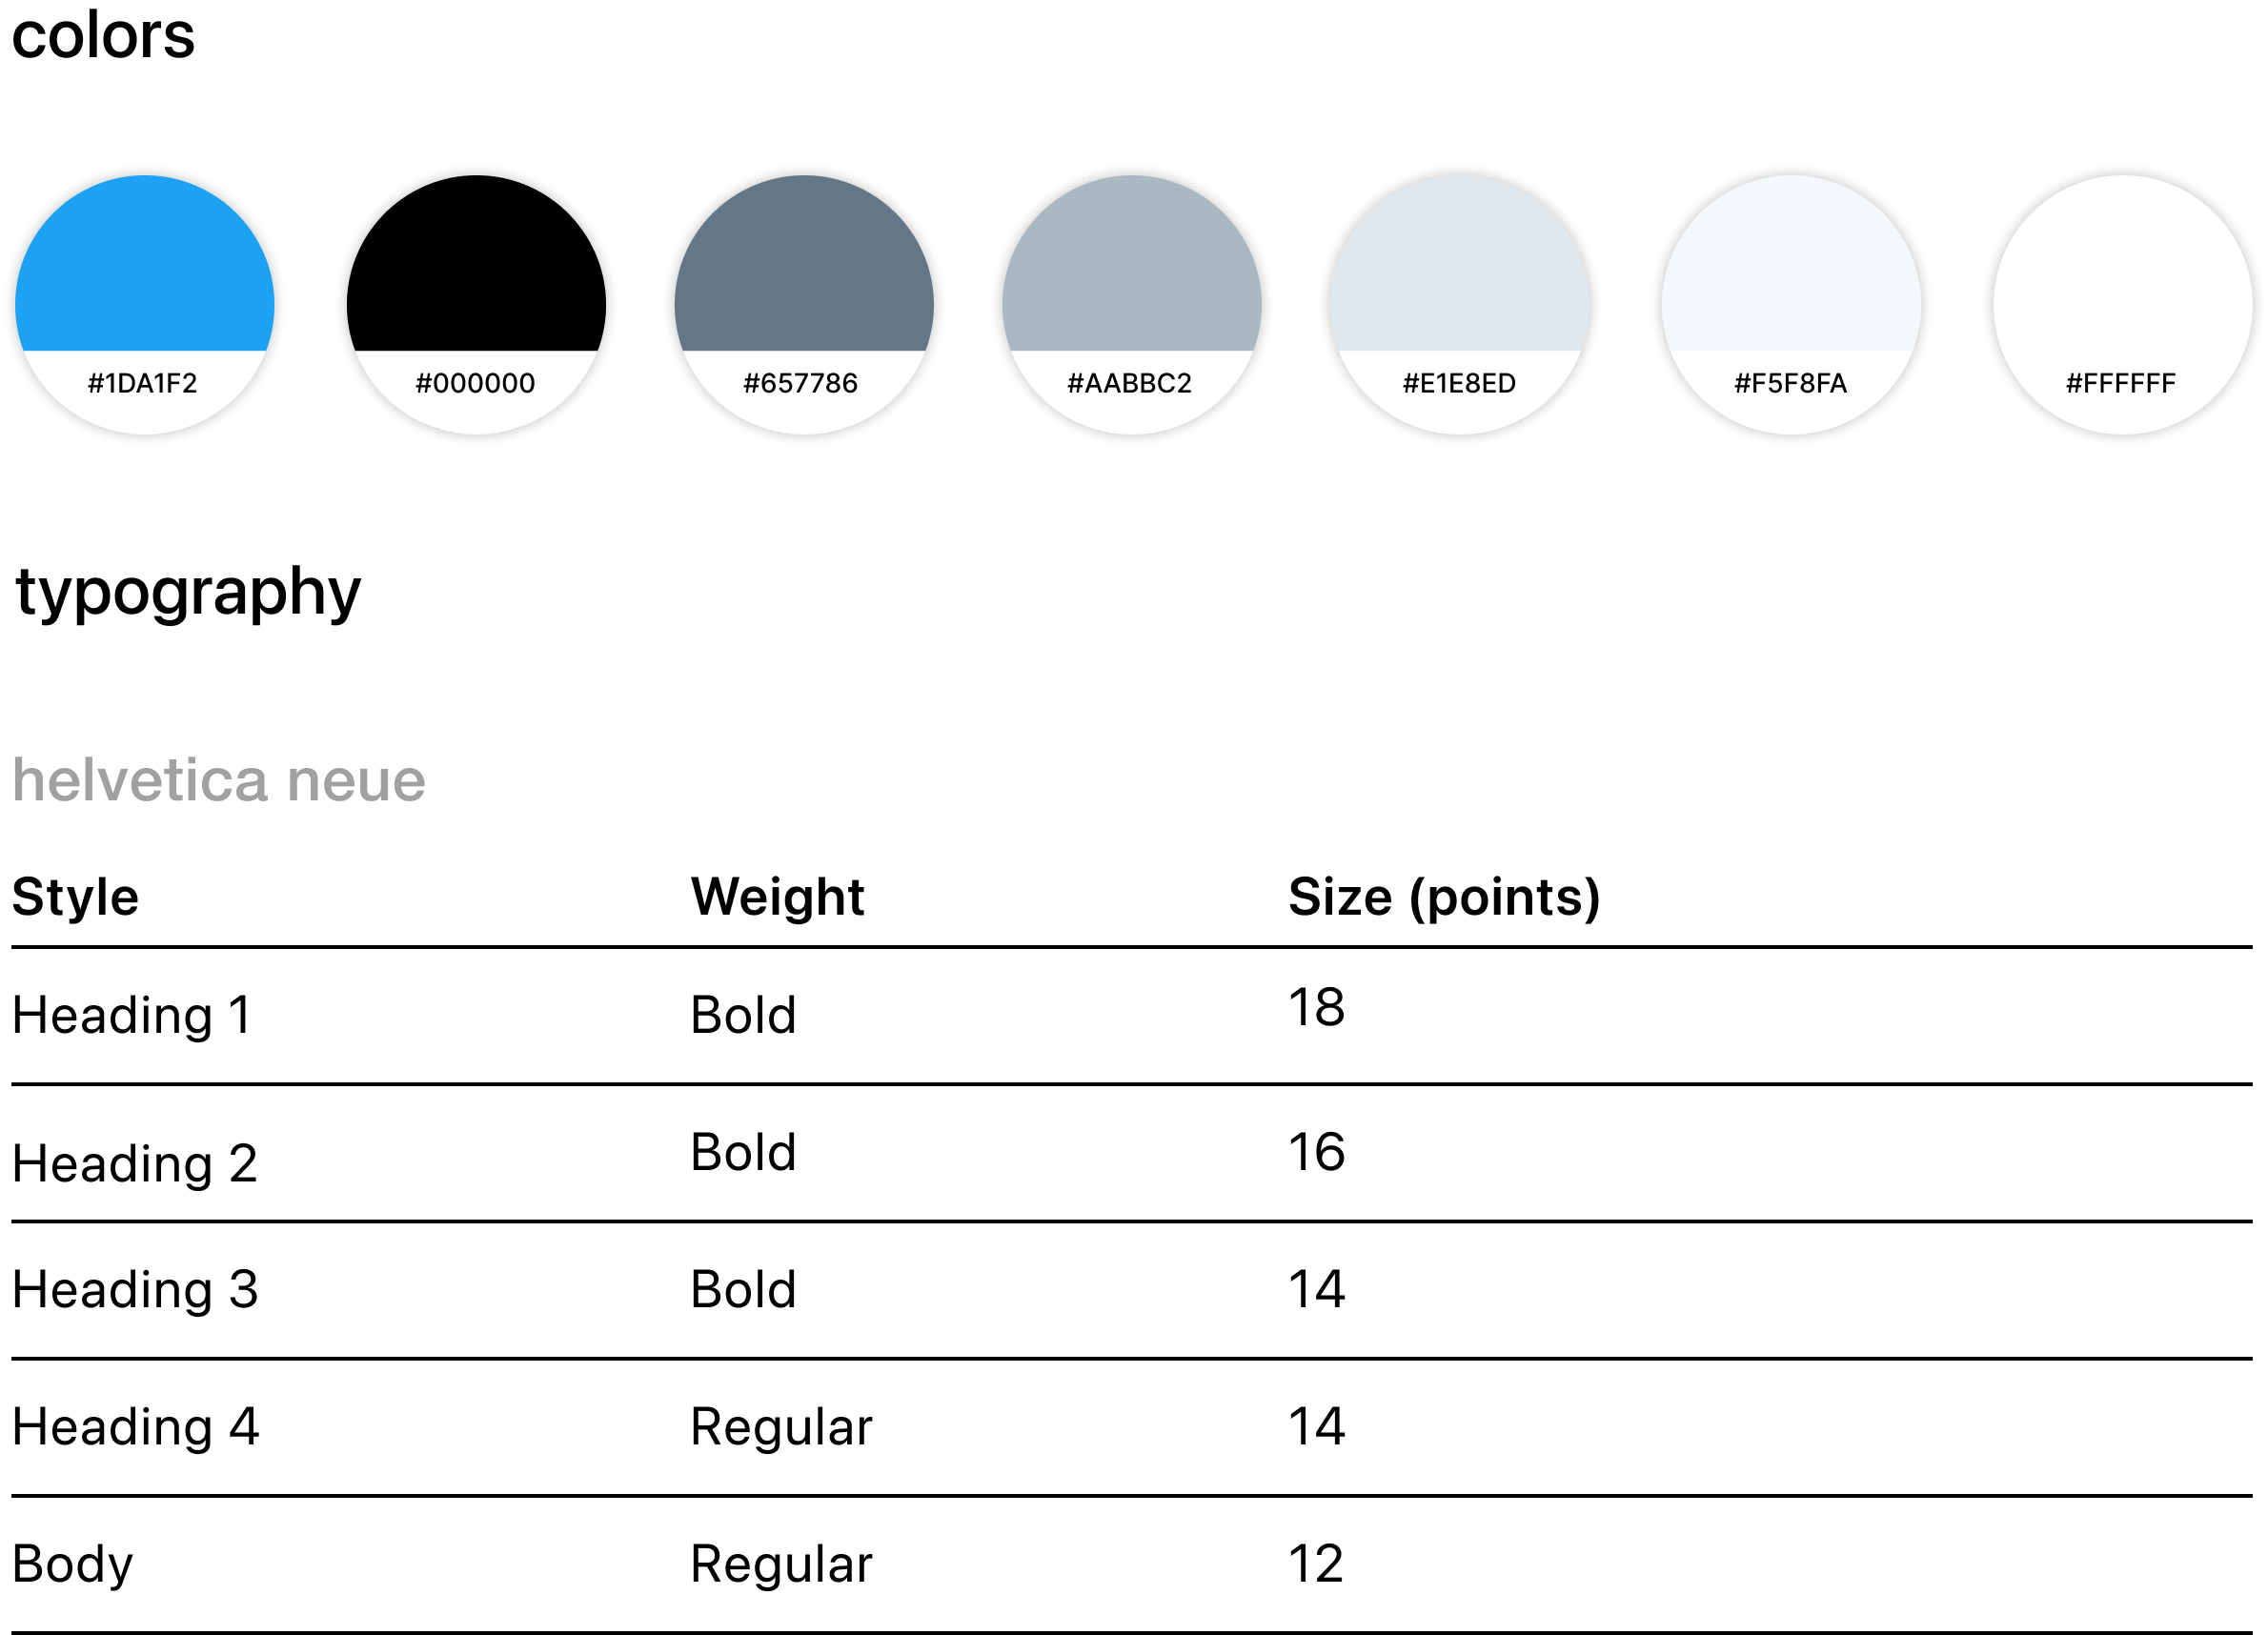 colors
#1DA1F2 #000000 #657786 #AABBC2 #E1E8ED #F5F8FA #FFFFFF
typography
helvetica neue
Style Weight Size (points)
Heading 1 Bold 18
Heading 2 Bold 16
Heading 3 Bold 14
Heading 4 Regular 14
Body Regular 12